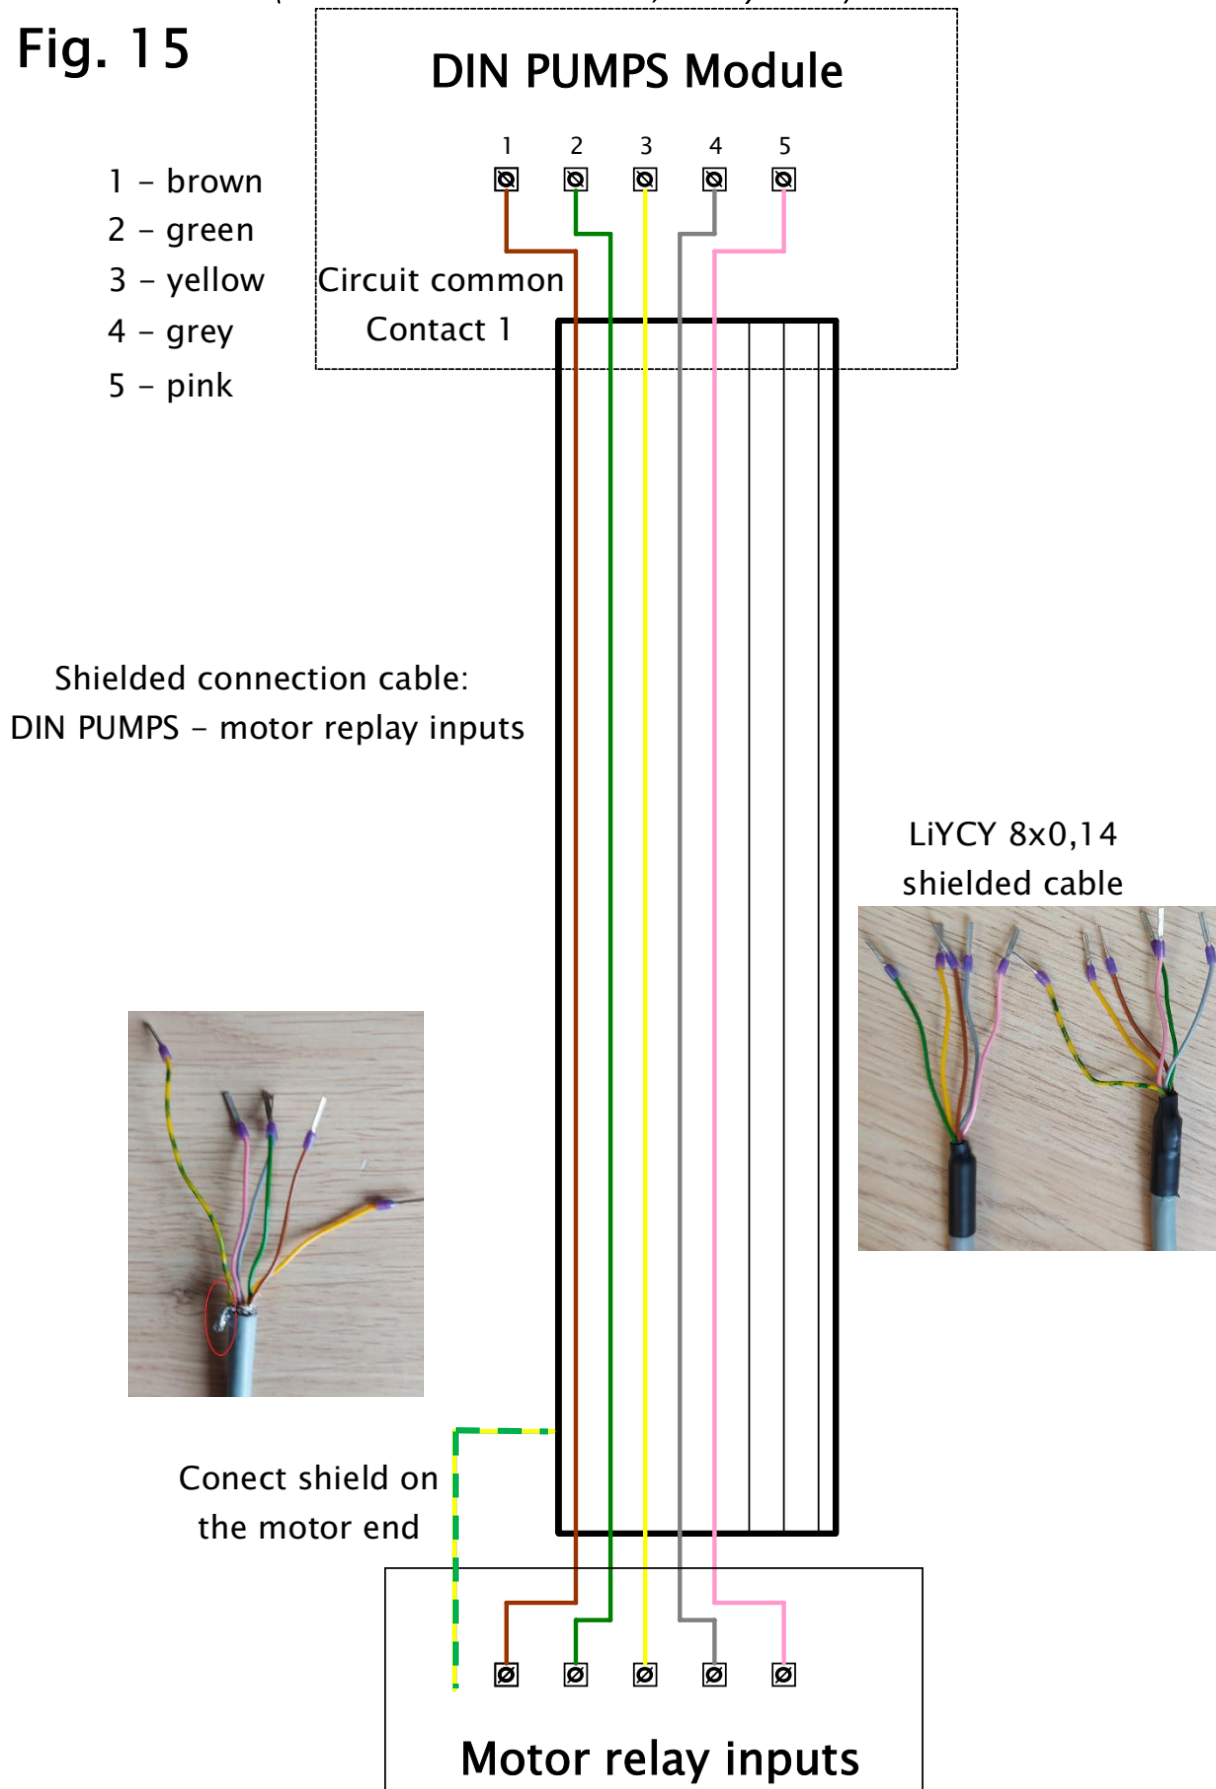 Fig. 15
DIN PUMPS Module
1 2 3 4 5
1 – brown
2 – green
3 – yellow
4 – grey
5 – pink
Circuit common
Contact 1
Shielded connection cable:
DIN PUMPS – motor replay inputs
LiYCY 8x0,14
shielded cable
Conect shield on
the motor end
Motor relay inputs